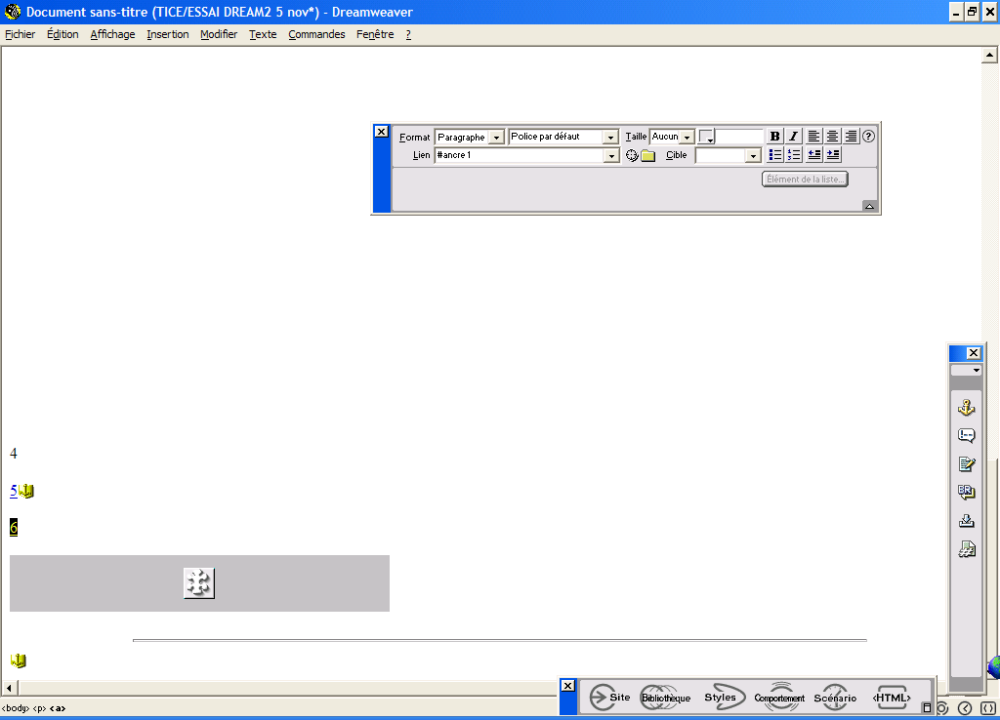 Document sans-titre (TICE/ESSAI DREAM2 5 nov*) - Dreamweaver
Fichier Édition Affichage Insertion Modifier Texte Commandes Fenêtre ?
Format Paragraphe Police par défaut Taille Aucun B I ?
Lien #ancre1 Cible
Élément de la liste...
4
5
6
Site Bibliothèque Styles Comportement Scénario <HTML>
<body> <p> <a>